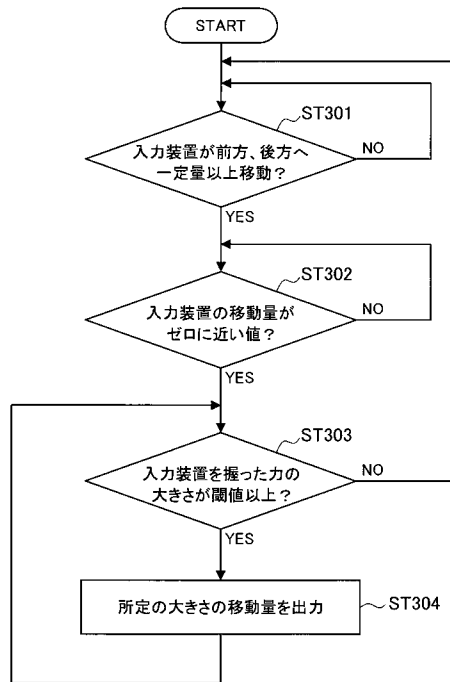 START
ST301
入力装置が前方、後方へ
一定量以上移動？
NO
YES
ST302
入力装置の移動量が
ゼロに近い値？
NO
YES
ST303
入力装置を握った力の
大きさが閾値以上？
NO
YES
所定の大きさの移動量を出力
ST304